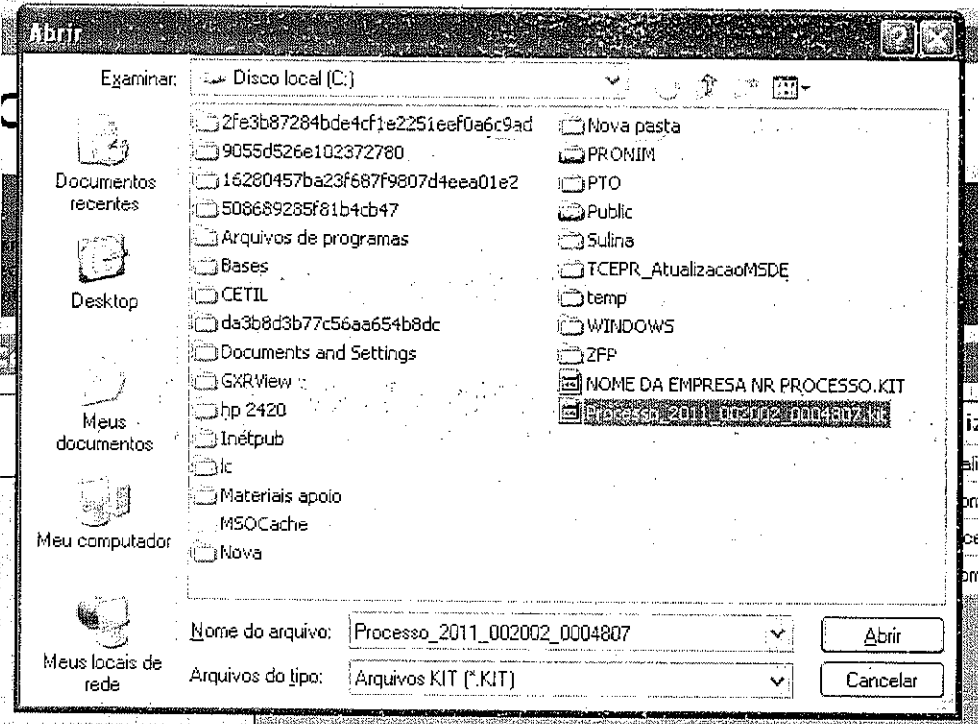 Abrir
Examinar: Disco local (C:)
Documentos
recentes
Desktop
Meus
documentos
Meu computador
Meus locais de
rede
2fe3b87284bde4cf1e2251eef0a6c9ad
9055d526e102372780
16280457ba23f687f9807d4eea01e2
508689285f81b4cb47
Arquivos de programas
Bases
CETIL
da3b8d3b77c56aa654b8dc
Documents and Settings
GXRView
hp 2420
Inetpub
lc
Materiais apoio
MSOCache
Nova
Nova pasta
PRONIM
PTO
Public
Sulina
TCEPR_AtualizacaoMSDE
temp
WINDOWS
ZFP
NOME DA EMPRESA NR PROCESSO.KIT
Processo_2011_002002_0004807.kit
Nome do arquivo: Processo_2011_002002_0004807
Abrir
Arquivos do tipo: Arquivos KIT (*.KIT)
Cancelar